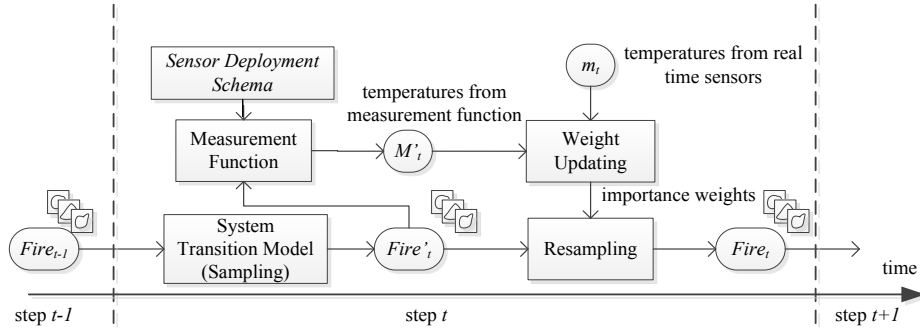 Sensor Deployment
Schema
temperatures from
measurement function
m_t
temperatures from real
time sensors
Measurement
Function
M'_t
Weight
Updating
importance weights
Fire_{t-1}
System
Transition Model
(Sampling)
Fire'_t
Resampling
Fire_t
time
step t-1
step t
step t+1